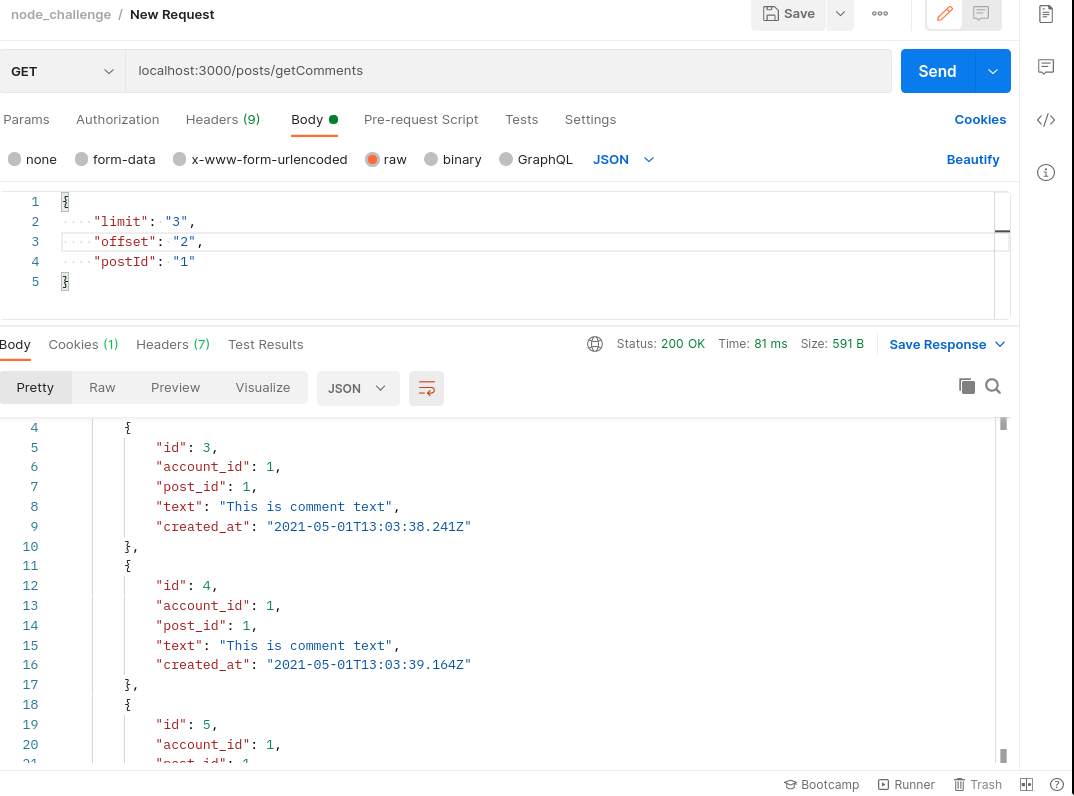 node_challenge / New Request
Save
GET localhost:3000/posts/getComments Send
Params Authorization Headers (9) Body Pre-request Script Tests Settings Cookies
none form-data x-www-form-urlencoded raw binary GraphQL JSON Beautify
1 {
2 ····"limit":·"3",
3 ····"offset":·"2",
4 ····"postId":·"1"
5 }
Body Cookies (1) Headers (7) Test Results Status: 200 OK Time: 81 ms Size: 591 B Save Response
Pretty Raw Preview Visualize JSON
4 {
5 "id": 3,
6 "account_id": 1,
7 "post_id": 1,
8 "text": "This is comment text",
9 "created_at": "2021-05-01T13:03:38.241Z"
10 },
11 {
12 "id": 4,
13 "account_id": 1,
14 "post_id": 1,
15 "text": "This is comment text",
16 "created_at": "2021-05-01T13:03:39.164Z"
17 },
18 {
19 "id": 5,
20 "account_id": 1,
21 "post_id": 1,
Bootcamp Runner Trash